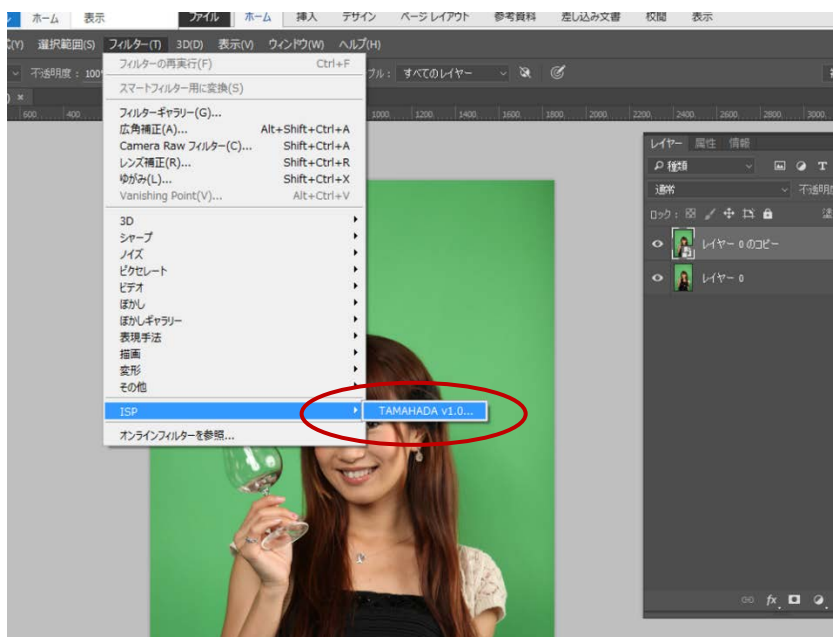 ホーム 表示 ファイル ホーム 挿入 デザイン ページ レイアウト 参考資料 差し込み文書 校閲 表示
(Y) 選択範囲(S) フィルター(T) 3D(D) 表示(V) ウィンドウ(W) ヘルプ(H)
不透明度: 100 プル: すべてのレイヤー
600 400 1000 1200 1400 1600 1800 2000 2200 2400 2600 2800 3000
フィルターの再実行(F) Ctrl+F
スマートフィルター用に変換(S)
フィルターギャラリー(G)...
広角補正(A)... Alt+Shift+Ctrl+A
Camera Raw フィルター(C)... Shift+Ctrl+A
レンズ補正(R)... Shift+Ctrl+R
ゆがみ(L)... Shift+Ctrl+X
Vanishing Point(V)... Alt+Ctrl+V
3D
シャープ
ノイズ
ピクセレート
ビデオ
ぼかし
ぼかしギャラリー
表現手法
描画
変形
その他
ISP
TAMAHADA v1.0...
オンラインフィルターを参照...
レイヤー 属性 情報
種類
T
通常 不透明
ロック:
レイヤー 0 のコピー
レイヤー 0
fx